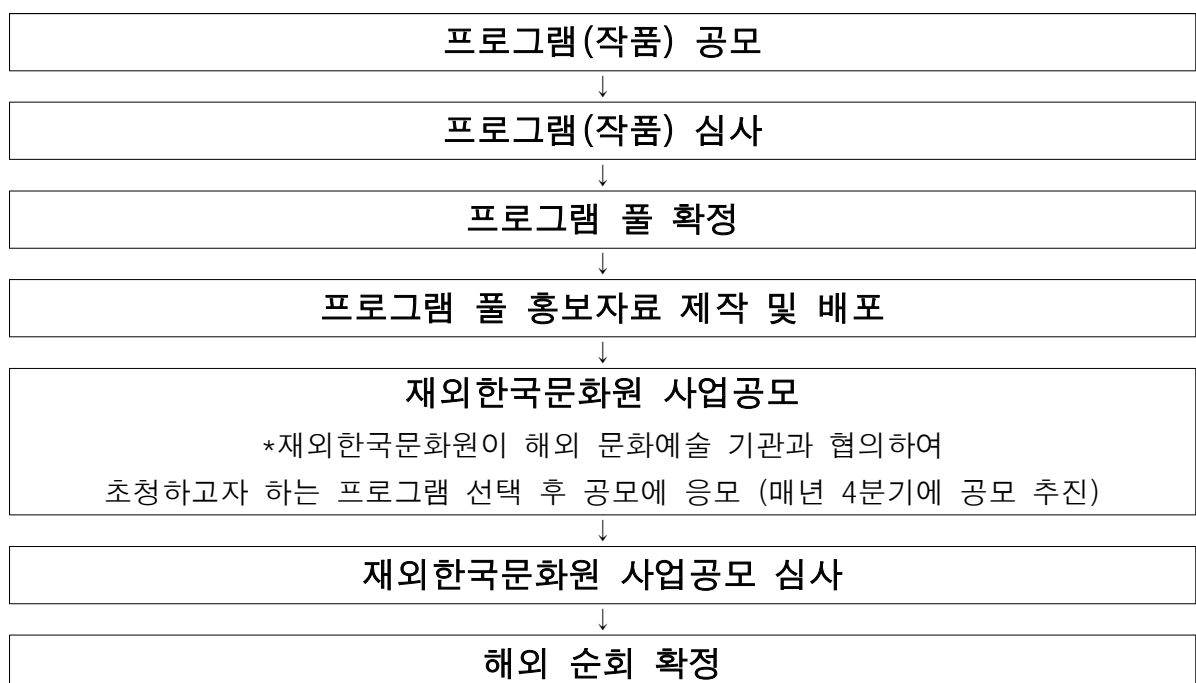 프로그램(작품) 공모
↓
프로그램(작품) 심사
↓
프로그램 풀 확정
↓
프로그램 풀 홍보자료 제작 및 배포
↓
재외한국문화원 사업공모
*재외한국문화원이 해외 문화예술 기관과 협의하여
초청하고자 하는 프로그램 선택 후 공모에 응모 (매년 4분기에 공모 추진)
↓
재외한국문화원 사업공모 심사
↓
해외 순회 확정